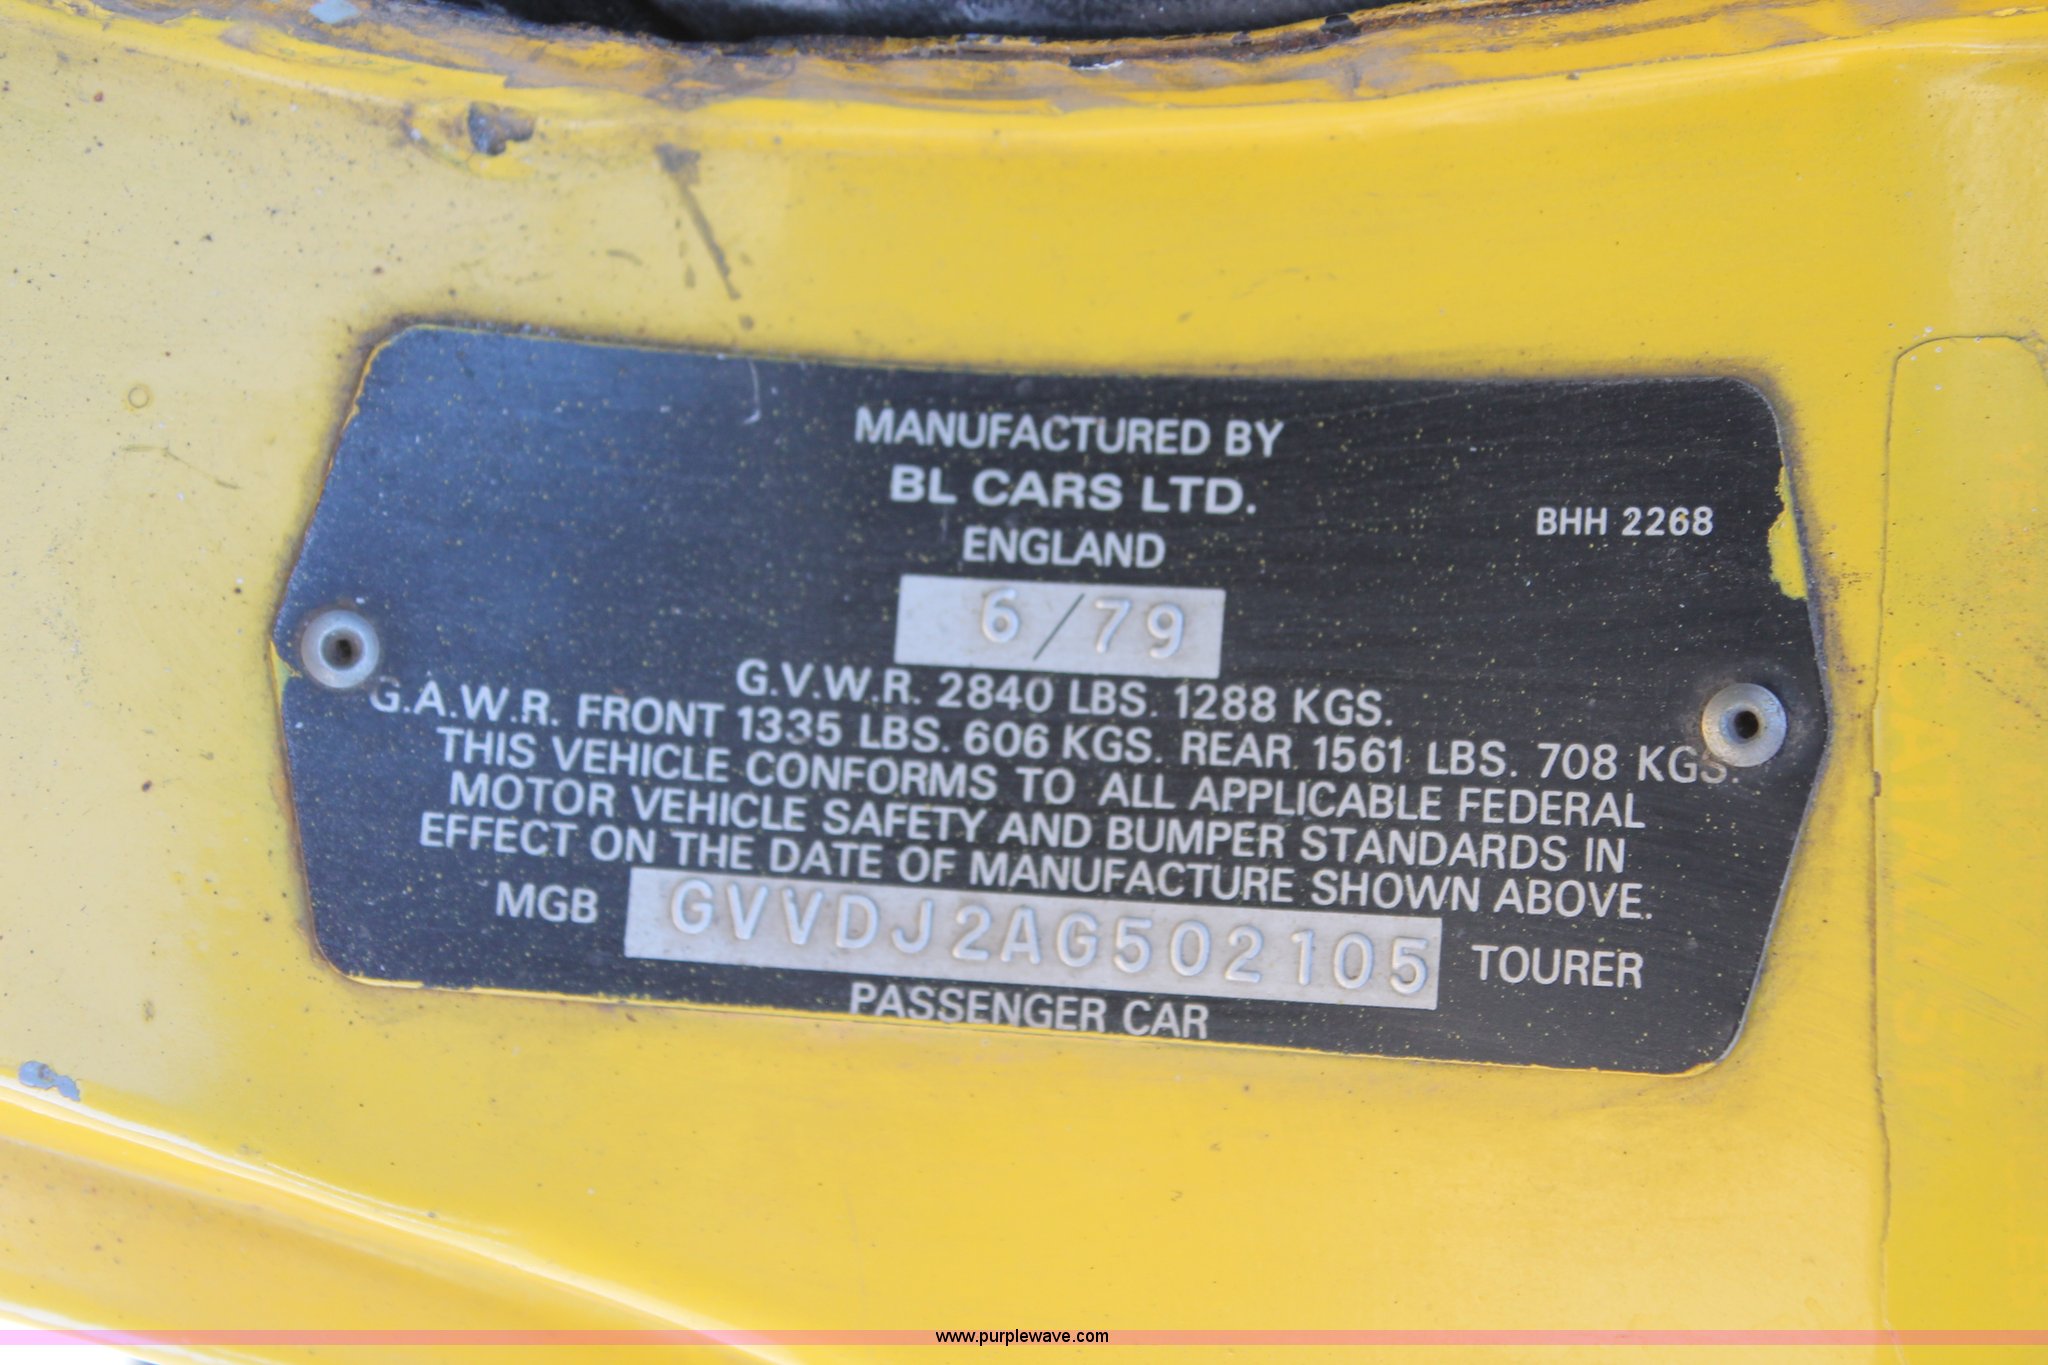 MANUFACTURED BY
BL CARS LTD.
ENGLAND
BHH 2268
6/79
G.V.W.R. 2840 LBS. 1288 KGS.
G.A.W.R. FRONT 1335 LBS. 606 KGS. REAR 1561 LBS. 708 KGS.
THIS VEHICLE CONFORMS TO ALL APPLICABLE FEDERAL
MOTOR VEHICLE SAFETY AND BUMPER STANDARDS IN
EFFECT ON THE DATE OF MANUFACTURE SHOWN ABOVE.
MGB GVVDJ2AG502105 TOURER
PASSENGER CAR
www.purplewave.com